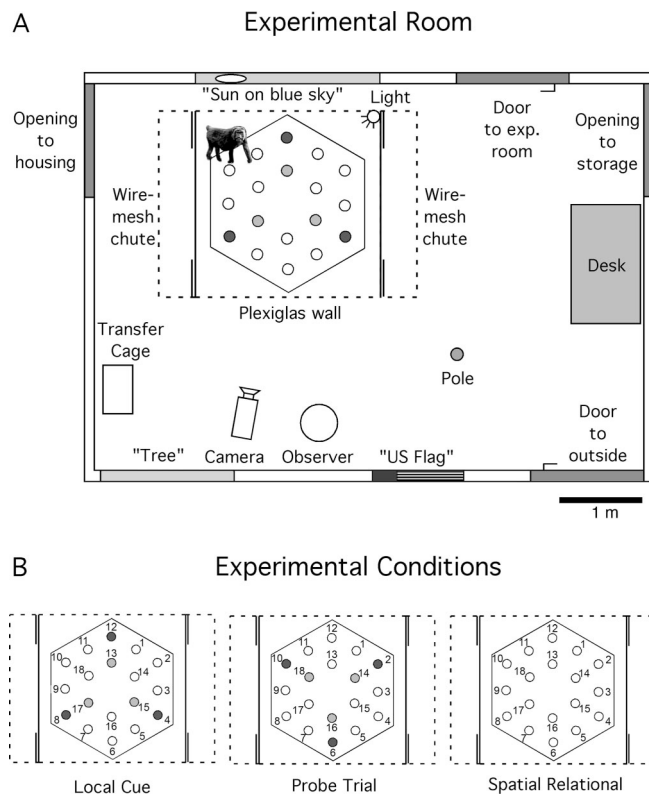 A
Experimental Room
"Sun on blue sky"
Light
Opening
to
housing
Door
to exp.
room
Opening
to
storage
Wire-
mesh
chute
Wire-
mesh
chute
Desk
Plexiglas wall
Transfer
Cage
Pole
Door
to
outside
"Tree"
Camera
Observer
"US Flag"
1 m
B
Experimental Conditions
12
11
1
10
13
2
18
14
9
3
17
15
8
16
4
7
5
6
12
11
1
10
13
2
18
14
9
3
17
15
8
16
4
7
5
6
12
11
1
10
13
2
18
14
9
3
17
15
8
16
4
7
5
6
Local Cue
Probe Trial
Spatial Relational